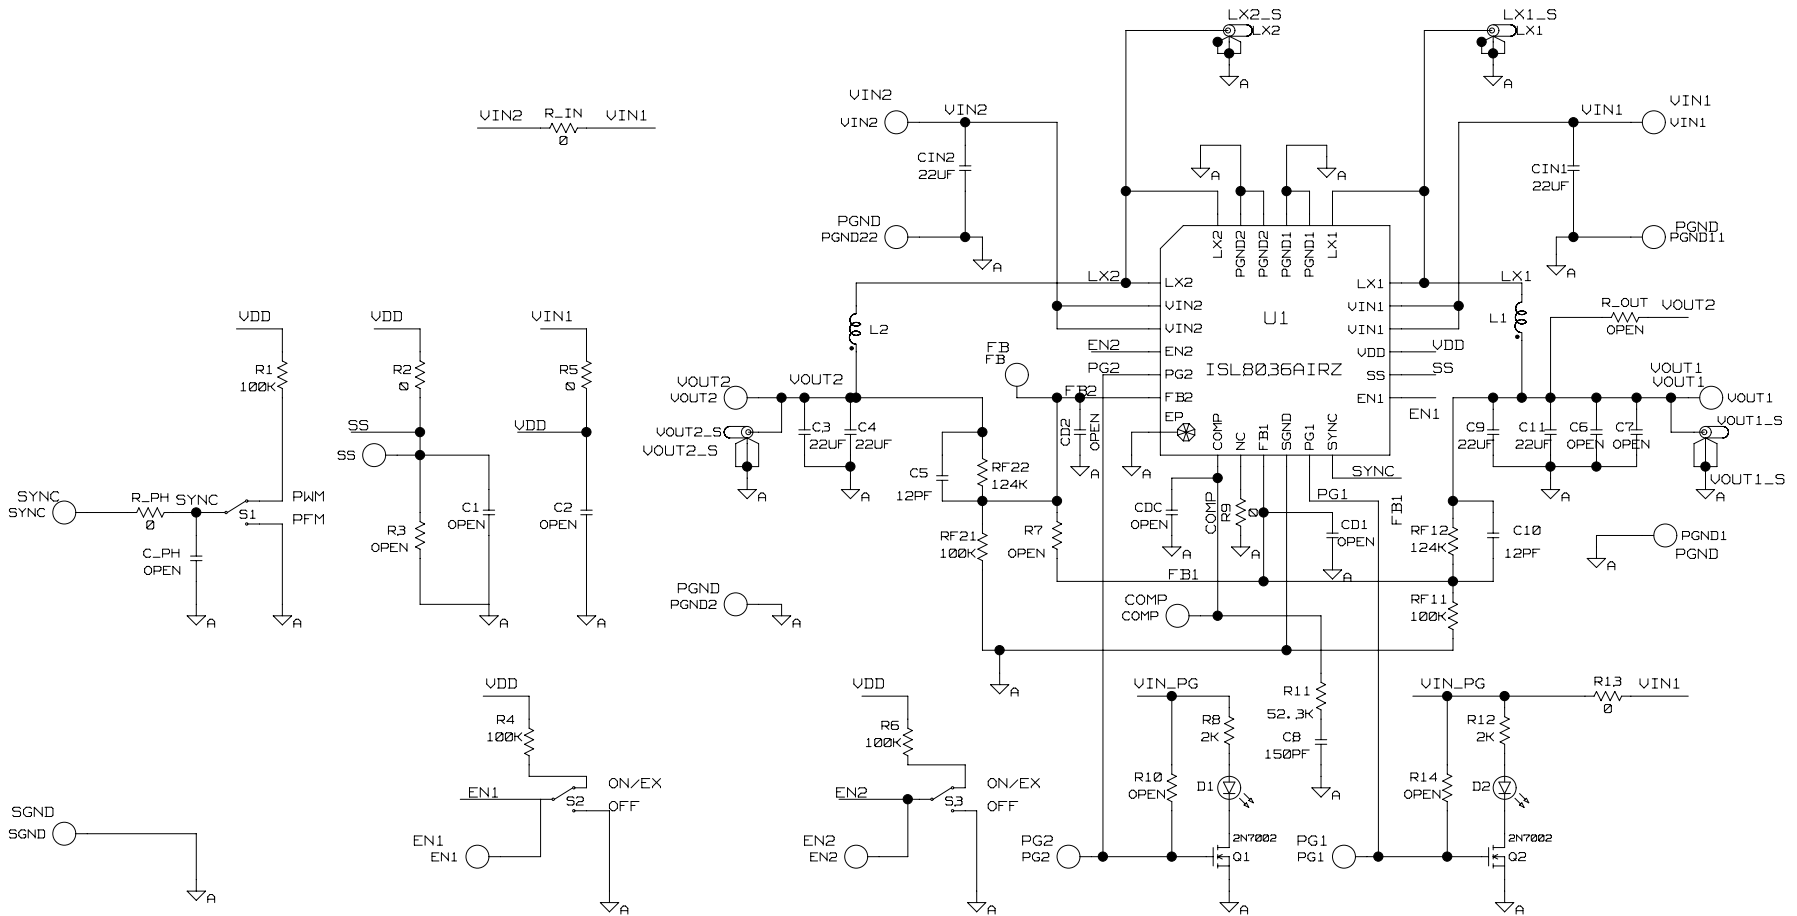 LX2_S
LX2
A
LX1_S
LX1
A
VIN2
VIN2
VIN2
CIN2
22UF
PGND
PGND22
A
VIN1
VIN1
VIN1
CIN1
22UF
PGND
PGND11
A
VIN2
R_IN
0
VIN1
A
A
LX2
PGND2
PGND2
PGND1
PGND1
LX1
LX2
LX2
VIN2
VIN2
EN2
EN2
PG2
PG2
FB2
FB2
EP
U1
ISL8036AIRZ
LX1
LX1
VIN1
VIN1
VDD
VDD
SS
SS
EN1
EN1
COMP
NC
FB1
SGND
PG1
SYNC
SYNC
PG1
FB1
L2
L1
R_OUT
OPEN
VOUT2
FB
FB
CD2
OPEN
A
A
VOUT2
VOUT2
VOUT2
VOUT2_S
VOUT2_S
A
C3
22UF
C4
22UF
A
C5
12PF
RF22
124K
RF21
100K
R7
OPEN
CDC
OPEN
A
COMP
R9
0
A
CD1
OPEN
A
FB1
VOUT1
VOUT1
VOUT1
VOUT1_S
VOUT1_S
A
C9
22UF
C11
22UF
C6
OPEN
C7
OPEN
A
RF12
124K
C10
12PF
RF11
100K
PGND1
PGND
A
VDD
R1
100K
VDD
R2
0
SS
SS
R3
OPEN
C1
OPEN
A
VIN1
R5
0
VDD
C2
OPEN
A
SYNC
SYNC
R_PH
0
SYNC
S1
PWM
PFM
C_PH
OPEN
A
A
PGND
PGND2
A
COMP
COMP
A
R11
52.3K
C8
150PF
A
VDD
R4
100K
EN1
S2
ON/EX
OFF
EN1
EN1
A
VDD
R6
100K
EN2
S3
ON/EX
OFF
EN2
EN2
A
VIN_PG
R8
2K
R10
OPEN
D1
2N7002
Q1
PG2
PG2
A
VIN_PG
R13
0
VIN1
R12
2K
R14
OPEN
D2
2N7002
Q2
PG1
PG1
A
SGND
SGND
A